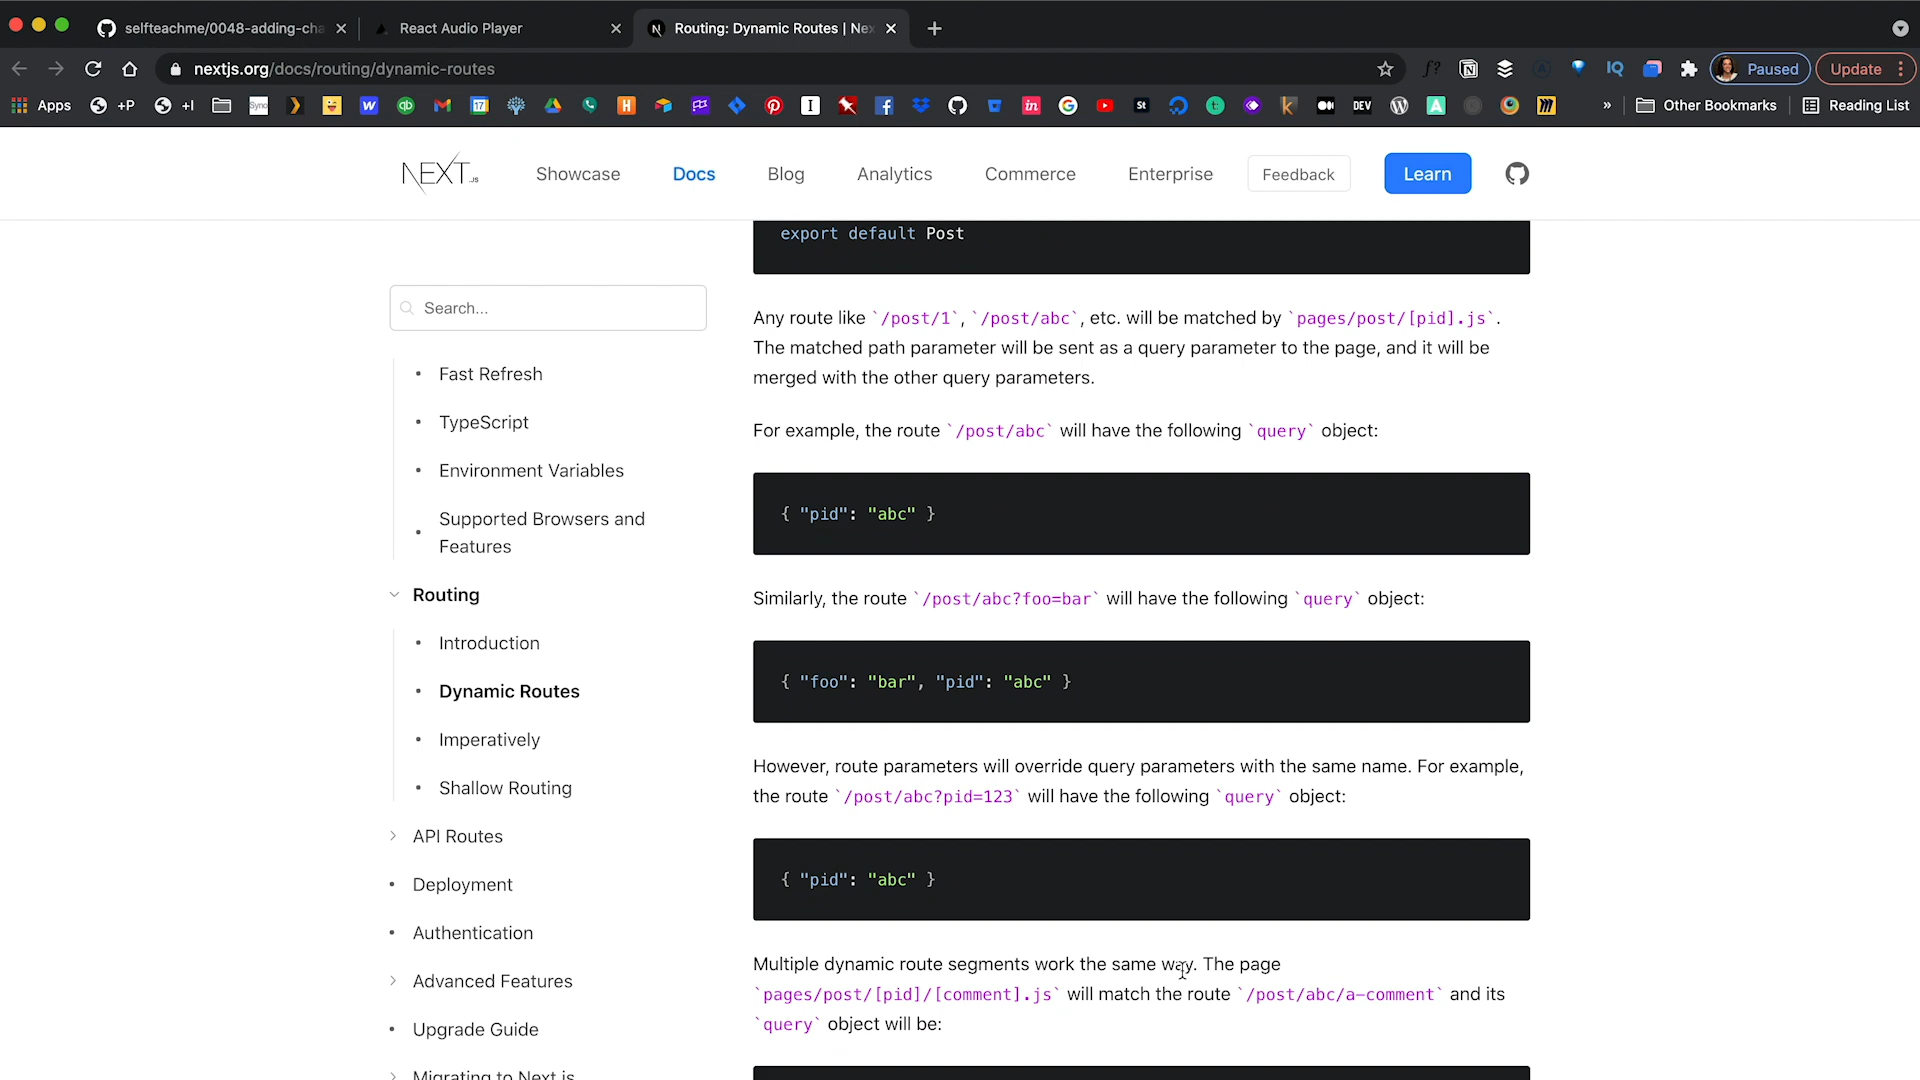 selfteachme/0048-adding-cha
React Audio Player
Routing: Dynamic Routes | Nex
nextjs.org/docs/routing/dynamic-routes
Paused
Update
Apps
+P
+I
Other Bookmarks
Reading List
NEXT.JS
Showcase
Docs
Blog
Analytics
Commerce
Enterprise
Feedback
Learn
Search...
Fast Refresh
TypeScript
Environment Variables
Supported Browsers and
Features
Routing
Introduction
Dynamic Routes
Imperatively
Shallow Routing
API Routes
Deployment
Authentication
Advanced Features
Upgrade Guide
Migrating to Next.js
export default Post
Any route like `/post/1`, `/post/abc`, etc. will be matched by `pages/post/[pid].js`.
The matched path parameter will be sent as a query parameter to the page, and it will be
merged with the other query parameters.
For example, the route `/post/abc` will have the following `query` object:
{ "pid": "abc" }
Similarly, the route `/post/abc?foo=bar` will have the following `query` object:
{ "foo": "bar", "pid": "abc" }
However, route parameters will override query parameters with the same name. For example,
the route `/post/abc?pid=123` will have the following `query` object:
{ "pid": "abc" }
Multiple dynamic route segments work the same way. The page
`pages/post/[pid]/[comment].js` will match the route `/post/abc/a-comment` and its
`query` object will be: